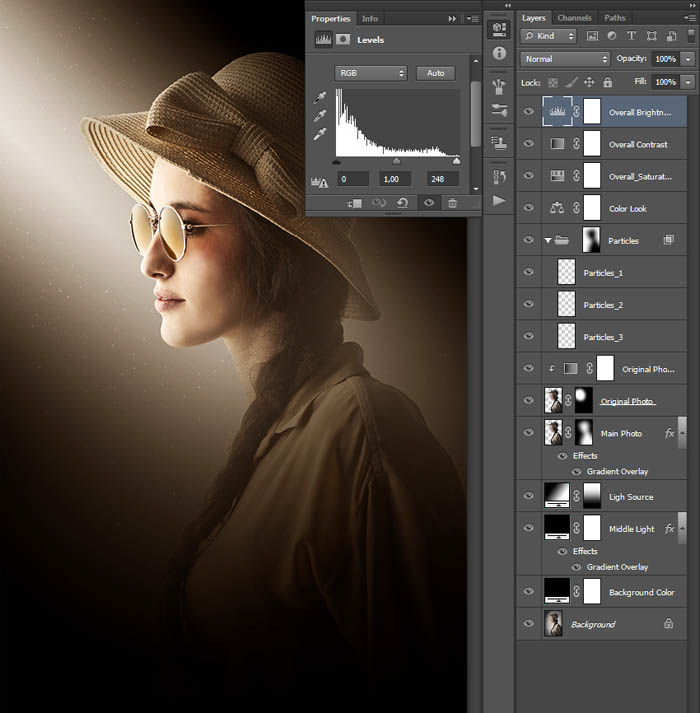 Properties Info
Levels
RGB Auto
0 1,00 248
Layers Channels Paths
Kind
Normal Opacity: 100%
Lock: Fill: 100%
Overall Brightn...
Overall Contrast
Overall_Saturat...
Color Look
Particles
Particles_1
Particles_2
Particles_3
Original Pho...
Original Photo
Main Photo fx
Effects
Gradient Overlay
Ligh Source
Middle Light fx
Effects
Gradient Overlay
Background Color
Background